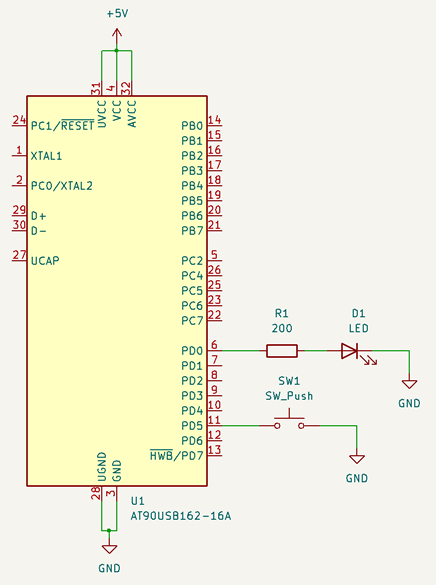 +5V
31 4 32
UVCC VCC AVCC
24 PC1/RESET PB0 14
PB1 15
1 XTAL1 PB2 16
PB3 17
2 PC0/XTAL2 PB4 18
PB5 19
29 D+ PB6 20
30 D- PB7 21
27 UCAP PC2 5
PC4 26
PC5 25
PC6 23
PC7 22
R1 D1
200 LED
PD0 6
PD1 7
PD2 8
SW1
PD3 9
SW_Push
GND
PD4 10
PD5 11
PD6 12
HWB/PD7 13
UGND GND
GND
28 3
U1
AT90USB162-16A
GND